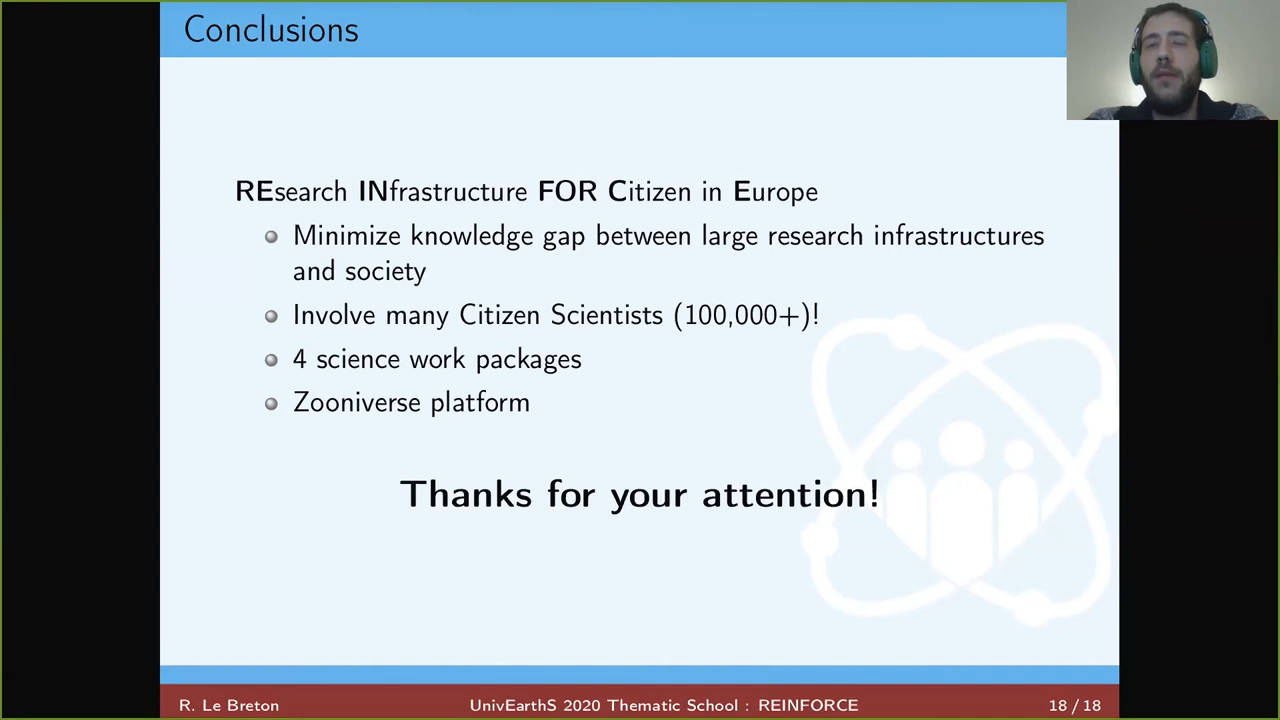 Conclusions
REsearch INfrastructure FOR Citizen in Europe
Minimize knowledge gap between large research infrastructures
and society
Involve many Citizen Scientists (100,000+)!
4 science work packages
Zooniverse platform
Thanks for your attention!
R. Le Breton UnivEarthS 2020 Thematic School : REINFORCE 18 / 18